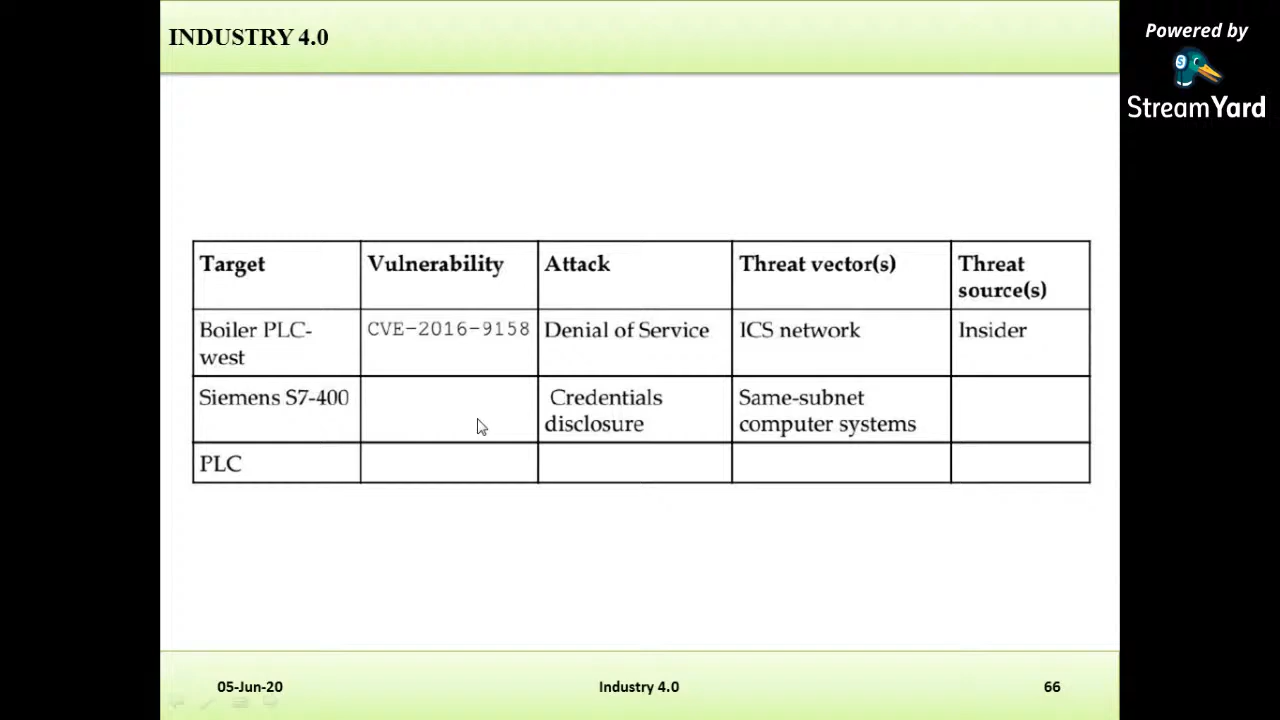 INDUSTRY 4.0
Powered by
S
StreamYard
Target Vulnerability Attack Threat vector(s) Threat
source(s)
Boiler PLC- CVE-2016-9158 Denial of Service ICS network Insider
west
Siemens S7-400 Credentials Same-subnet
disclosure computer systems
PLC
05-Jun-20 Industry 4.0 66